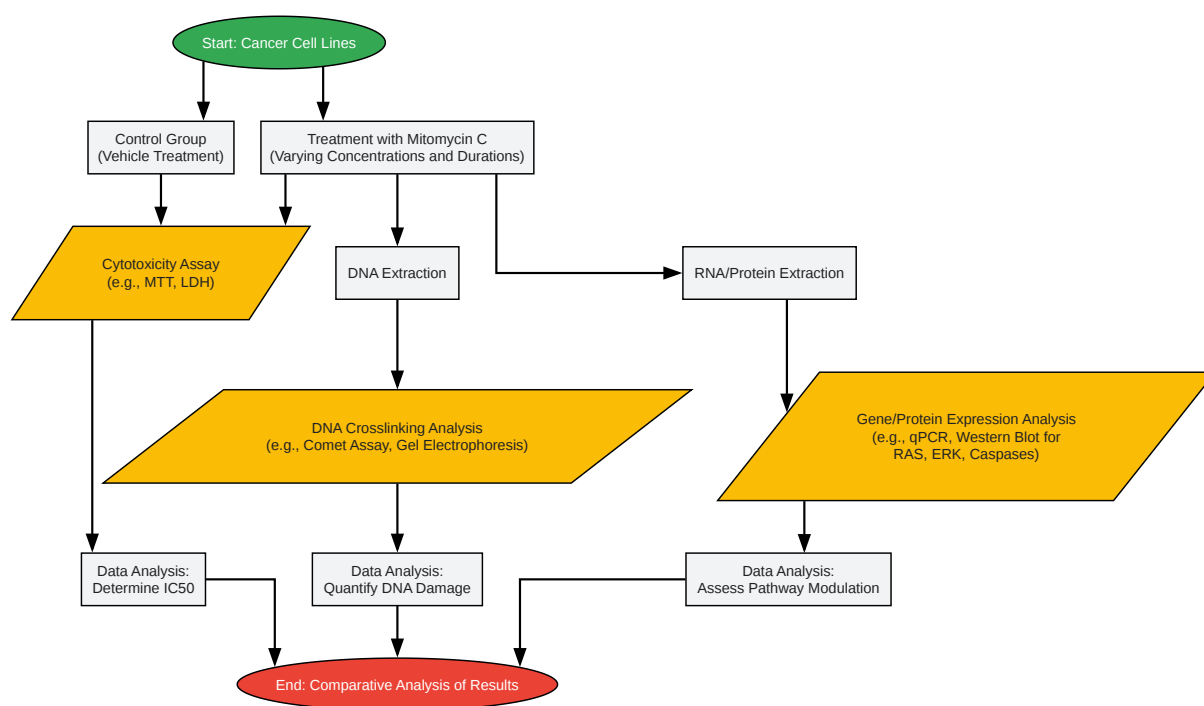 Start: Cancer Cell Lines
Control Group
(Vehicle Treatment)
Treatment with Mitomycin C
(Varying Concentrations and Durations)
Cytotoxicity Assay
(e.g., MTT, LDH)
DNA Extraction
RNA/Protein Extraction
DNA Crosslinking Analysis
(e.g., Comet Assay, Gel Electrophoresis)
Gene/Protein Expression Analysis
(e.g., qPCR, Western Blot for
RAS, ERK, Caspases)
Data Analysis:
Determine IC50
Data Analysis:
Quantify DNA Damage
Data Analysis:
Assess Pathway Modulation
End: Comparative Analysis of Results